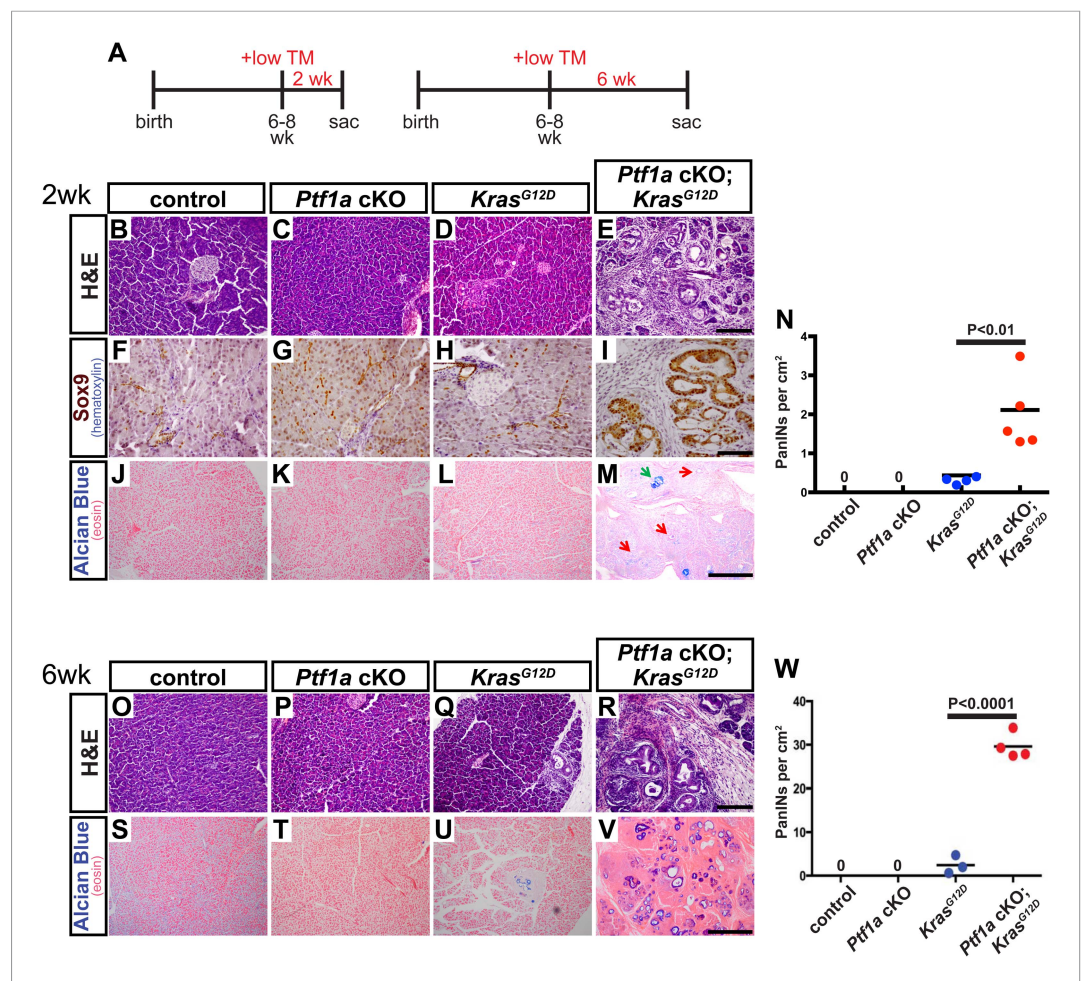 A
+low TM
2 wk
birth
6-8
wk
sac
+low TM
6 wk
birth
6-8
wk
sac
2wk
control
Ptf1a cKO
KrasG12D
Ptf1a cKO;
KrasG12D
H&E
B
C
D
E
Sox9
(hematoxylin)
F
G
H
I
Alcian Blue
(eosin)
J
K
L
M
N
P<0.01
PanINs per cm2
4
3
2
1
0
0
0
control
Ptf1a cKO
KrasG12D
Ptf1a cKO;
KrasG12D
6wk
control
Ptf1a cKO
KrasG12D
Ptf1a cKO;
KrasG12D
H&E
O
P
Q
R
Alcian Blue
(eosin)
S
T
U
V
W
P<0.0001
PanINs per cm2
40
30
20
10
0
0
0
control
Ptf1a cKO
KrasG12D
Ptf1a cKO;
KrasG12D